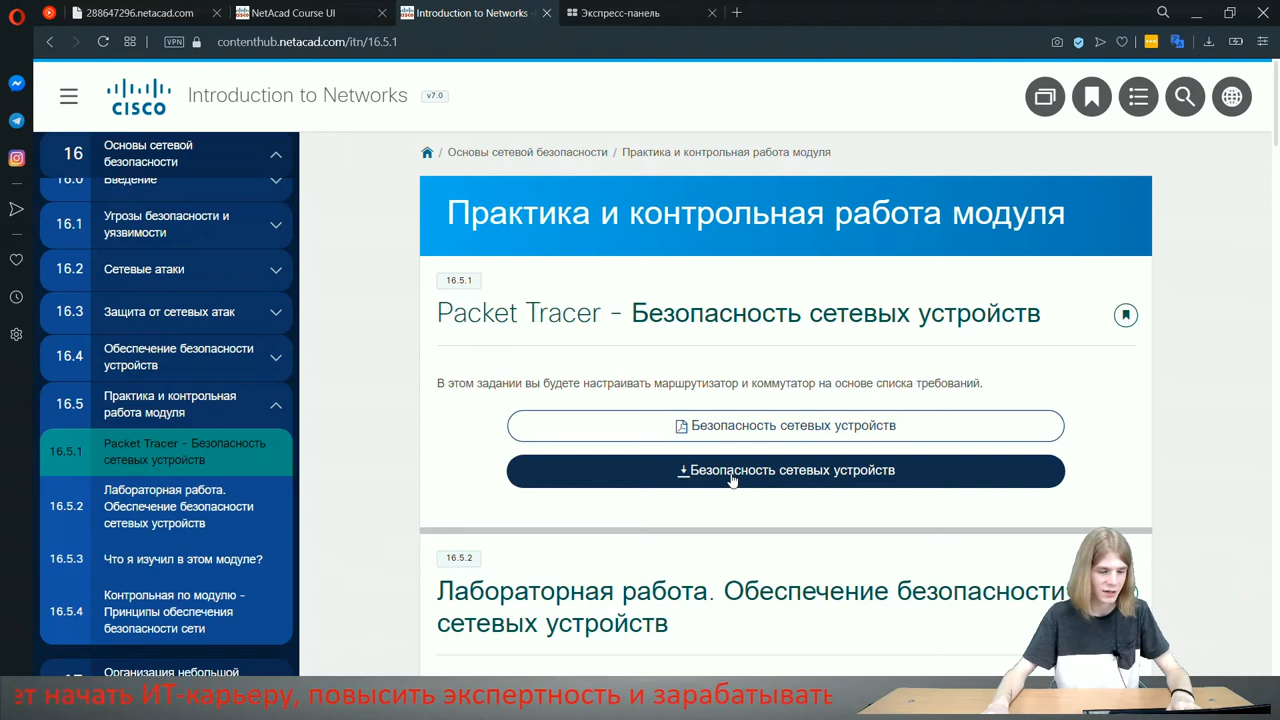 288647296.netacad.com
NetAcad Course UI
Introduction to Networks -
Экспресс-панель
VPN
contenthub.netacad.com/itn/16.5.1
CISCO
Introduction to Networks
v7.0
16
Основы сетевой
безопасности
16.0
Введение
16.1
Угрозы безопасности и
уязвимости
16.2
Сетевые атаки
16.3
Защита от сетевых атак
16.4
Обеспечение безопасности
устройств
16.5
Практика и контрольная
работа модуля
16.5.1
Packet Tracer - Безопасность
сетевых устройств
16.5.2
Лабораторная работа.
Обеспечение безопасности
сетевых устройств
16.5.3
Что я изучил в этом модуле?
16.5.4
Контрольная по модулю -
Принципы обеспечения
безопасности сети
Организация небольшой
/ Основы сетевой безопасности / Практика и контрольная работа модуля
Практика и контрольная работа модуля
16.5.1
Packet Tracer - Безопасность сетевых устройств
В этом задании вы будете настраивать маршрутизатор и коммутатор на основе списка требований.
Безопасность сетевых устройств
Безопасность сетевых устройств
16.5.2
Лабораторная работа. Обеспечение безопасности
сетевых устройств
ет начать ИТ-карьеру, повысить экспертность и зарабатывать